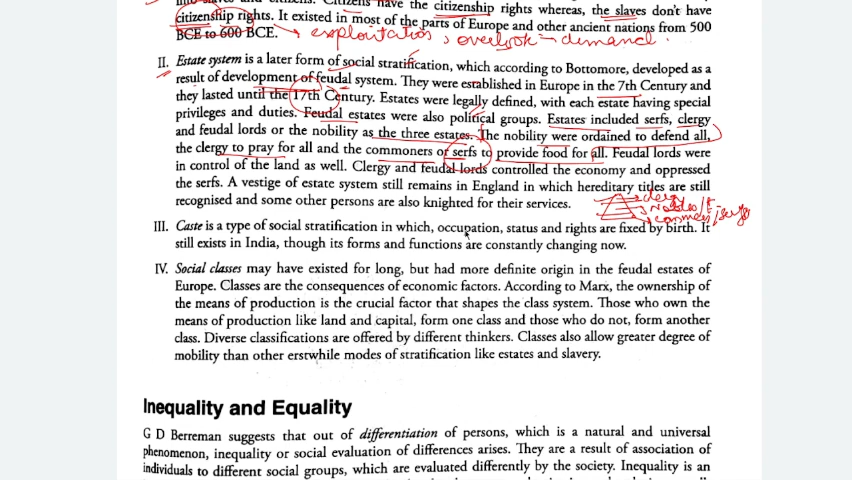 into slaves and citizens. Citizens have the citizenship rights whereas, the slaves don't have
citizenship rights. It existed in most of the parts of Europe and other ancient nations from 500
BCE to 600 BCE. → exploitation, overlook – demand.
II. Estate system is a later form of social stratification, which according to Bottomore, developed as a
result of development of feudal system. They were established in Europe in the 7th Century and
they lasted until the 17th Century. Estates were legally defined, with each estate having special
privileges and duties. Feudal estates were also political groups. Estates included serfs, clergy
and feudal lords or the nobility as the three estates. The nobility were ordained to defend all,
the clergy to pray for all and the commoners or serfs to provide food for all. Feudal lords were
in control of the land as well. Clergy and feudal lords controlled the economy and oppressed
the serfs. A vestige of estate system still remains in England in which hereditary titles are still
recognised and some other persons are also knighted for their services.
clergy
III. Caste is a type of social stratification in which, occupation, status and rights are fixed by birth. It
still exists in India, though its forms and functions are constantly changing now.
IV. Social classes may have existed for long, but had more definite origin in the feudal estates of
Europe. Classes are the consequences of economic factors. According to Marx, the ownership of
the means of production is the crucial factor that shapes the class system. Those who own the
means of production like land and capital, form one class and those who do not, form another
class. Diverse classifications are offered by different thinkers. Classes also allow greater degree of
mobility than other erstwhile modes of stratification like estates and slavery.
Inequality and Equality
G D Berreman suggests that out of differentiation of persons, which is a natural and universal
phenomenon, inequality or social evaluation of differences arises. They are a result of association of
individuals to different social groups, which are evaluated differently by the society. Inequality is an